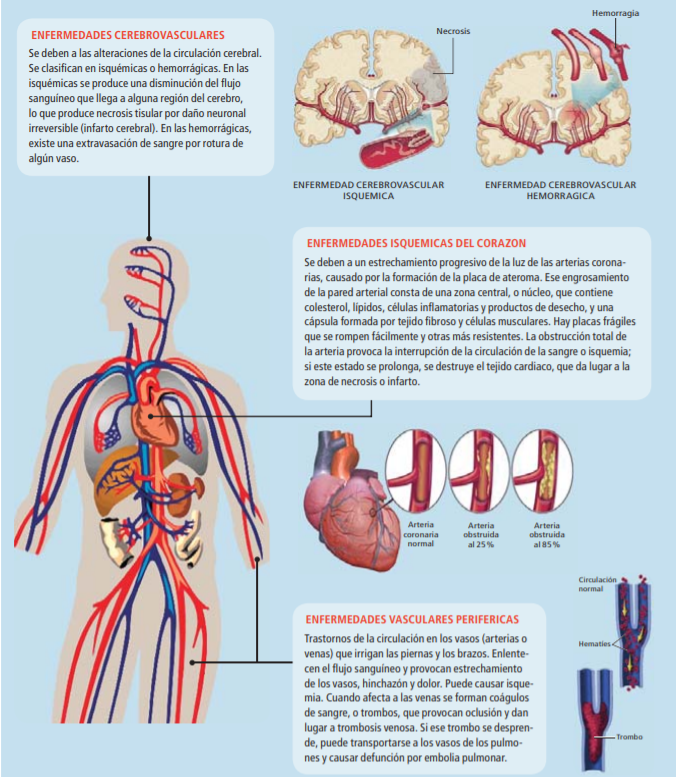 ENFERMEDADES CEREBROVASCULARES
Se deben a las alteraciones de la circulación cerebral.
Se clasifican en isquémicas o hemorrágicas. En las
isquémicas se produce una disminución del flujo
sanguíneo que llega a alguna región del cerebro,
lo que produce necrosis tisular por daño neuronal
irreversible (infarto cerebral). En las hemorrágicas,
existe una extravasación de sangre por rotura de
algún vaso.
Necrosis
Hemorragia
ENFERMEDAD CEREBROVASCULAR
ISQUEMICA
ENFERMEDAD CEREBROVASCULAR
HEMORRAGICA
ENFERMEDADES ISQUEMICAS DEL CORAZON
Se deben a un estrechamiento progresivo de la luz de las arterias corona-
rias, causado por la formación de la placa de ateroma. Ese engrosamiento
de la pared arterial consta de una zona central, o núcleo, que contiene
colesterol, lípidos, células inflamatorias y productos de desecho, y una
cápsula formada por tejido fibroso y células musculares. Hay placas frágiles
que se rompen fácilmente y otras más resistentes. La obstrucción total de
la arteria provoca la interrupción de la circulación de la sangre o isquemia;
si este estado se prolonga, se destruye el tejido cardiaco, que da lugar a la
zona de necrosis o infarto.
Arteria
coronaria
normal
Arteria
obstruida
al 25%
Arteria
obstruida
al 85%
ENFERMEDADES VASCULARES PERIFERICAS
Trastornos de la circulación en los vasos (arterias o
venas) que irrigan las piernas y los brazos. Enlente-
cen el flujo sanguíneo y provocan estrechamiento
de los vasos, hinchazón y dolor. Puede causar isque-
mia. Cuando afecta a las venas se forman coágulos
de sangre, o trombos, que provocan oclusión y dan
lugar a trombosis venosa. Si ese trombo se despren-
de, puede transportarse a los vasos de los pulmo-
nes y causar defunción por embolia pulmonar.
Circulación
normal
Hematíes
Trombo